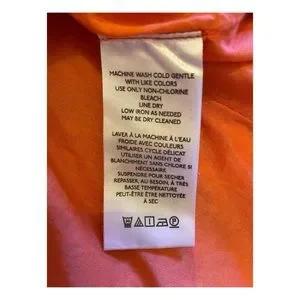 MACHINE WASH COLD GENTLE
WITH LIKE COLORS
USE ONLY NON-CHLORINE
BLEACH
LINE DRY
LOW IRON AS NEEDED
MAY BE DRY CLEANED
LAVER À LA MACHINE À L'EAU
FROIDE AVEC COULEURS
SIMILAIRES CYCLE DÉLICAT
UTILISER UN AGENT DE
BLANCHIMENT SANS CHLORE SI
NÉCESSAIRE
SUSPENDRE POUR SÉCHER
REPASSER, AU BESOIN, À TRÈS
BASSE TEMPÉRATURE
PEUT-ÊTRE ÊTRE NETTOYÉE
À SEC